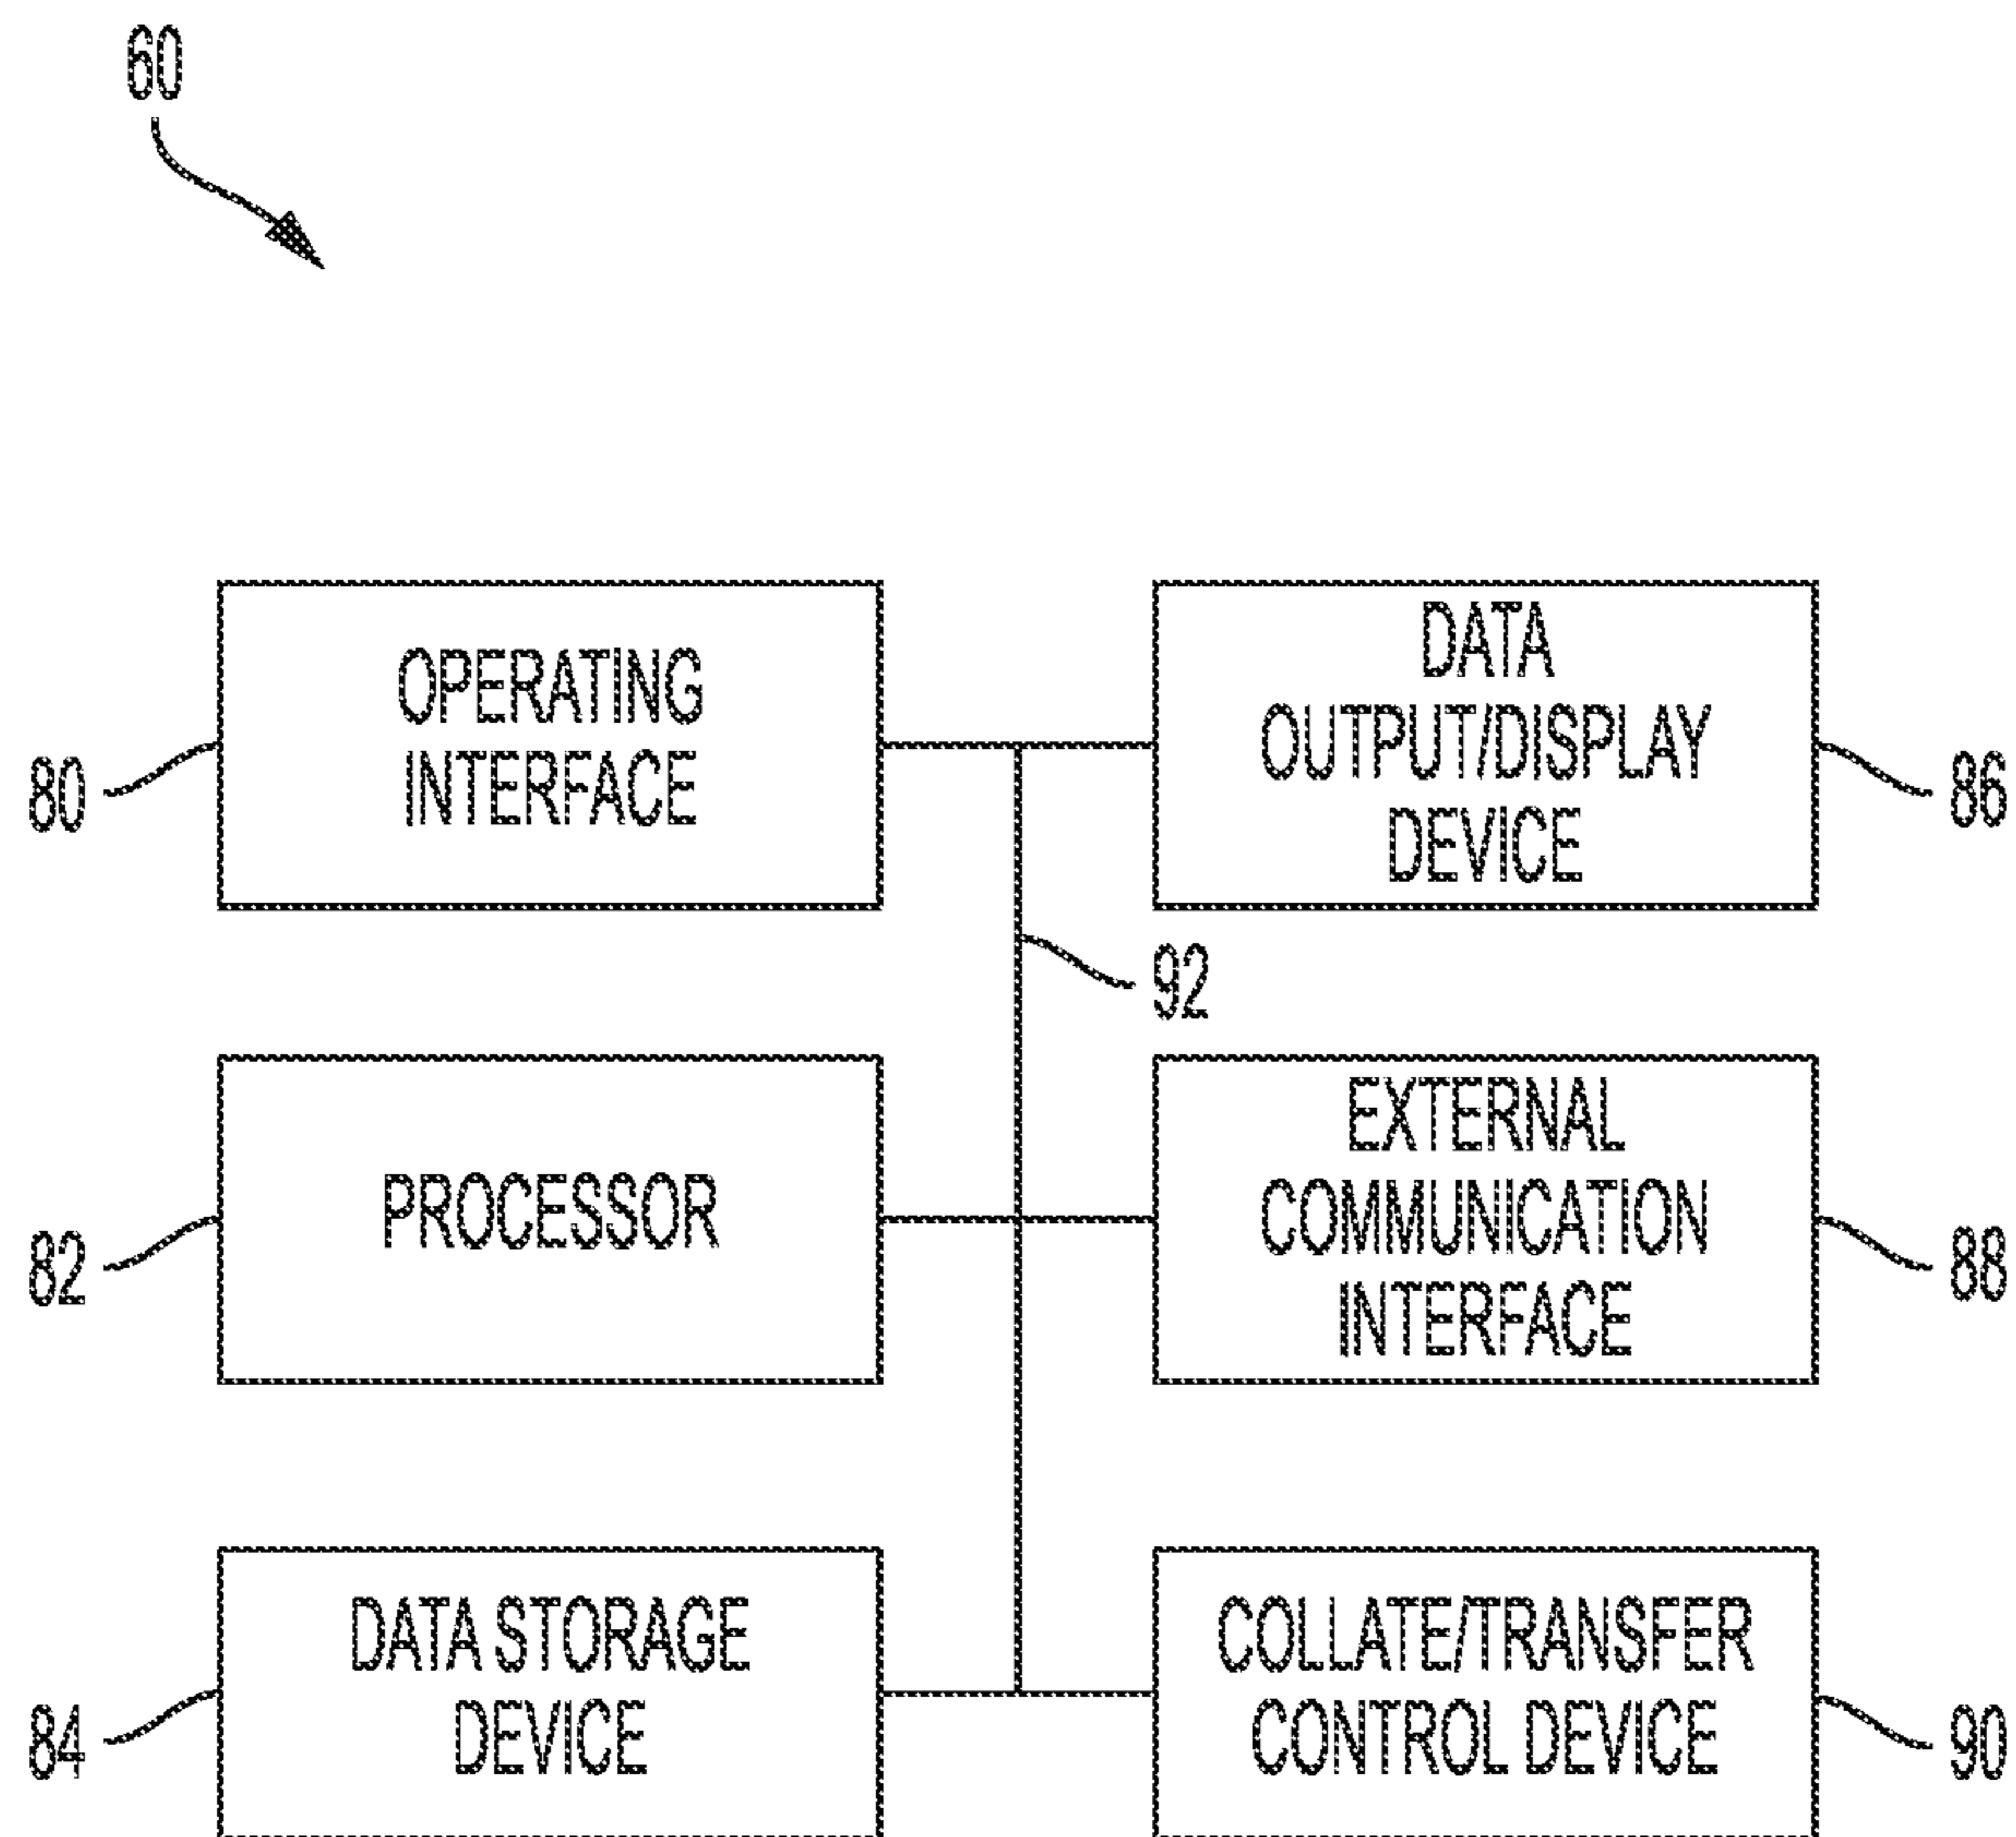 60
OPERATING
INTERFACE
80
DATA
OUTPUT/DISPLAY
DEVICE
86
92
PROCESSOR
82
EXTERNAL
COMMUNICATION
INTERFACE
88
DATA STORAGE
DEVICE
84
COLLATE/TRANSFER
CONTROL DEVICE
90